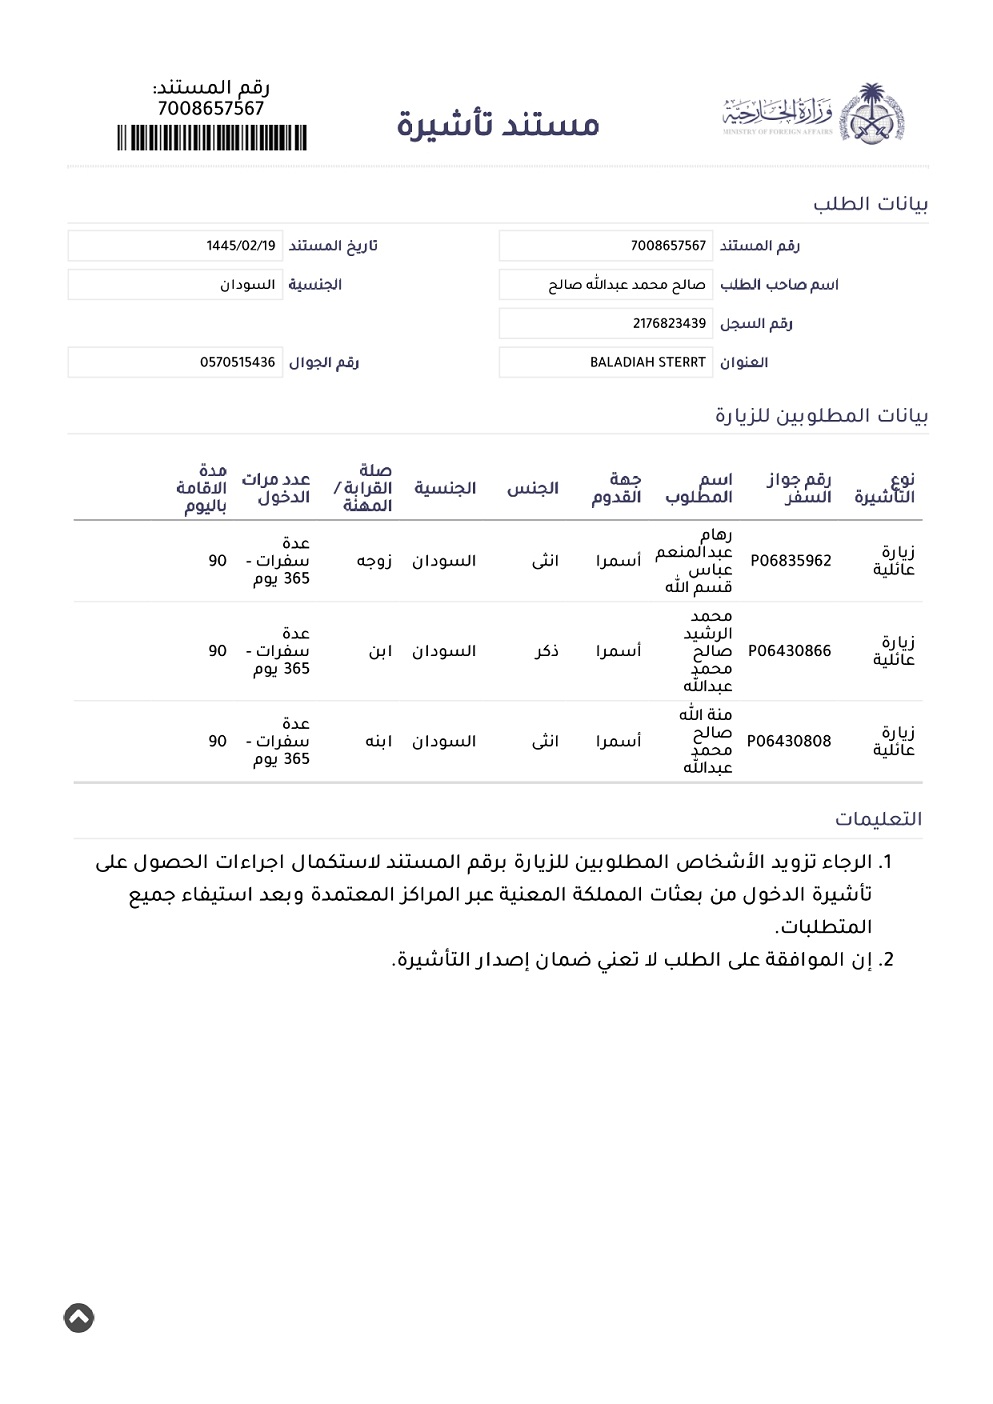 وزارة الخارجية
MINISTRY OF FOREIGN AFFAIRS
مستند تأشيرة
رقم المستند:
7008657567
بيانات الطلب
رقم المستند 7008657567 تاريخ المستند 1445/02/19
اسم صاحب الطلب صالح محمد عبدالله صالح الجنسية السودان
رقم السجل 2176823439
العنوان BALADIAH STERRT رقم الجوال 0570515436
بيانات المطلوبين للزيارة
نوع التأشيرة رقم جواز السفر اسم المطلوب جهة القدوم الجنس الجنسية صلة القرابة / المهنة عدد مرات الدخول مدة الاقامة باليوم
زيارة عائلية P06835962 رهام عبدالمنعم عباس قسم الله أسمرا انثى السودان زوجه عدة سفرات - 365 يوم 90
زيارة عائلية P06430866 محمد الرشيد صالح محمد عبدالله أسمرا ذكر السودان ابن عدة سفرات - 365 يوم 90
زيارة عائلية P06430808 منة الله صالح محمد عبدالله أسمرا انثى السودان ابنه عدة سفرات - 365 يوم 90
التعليمات
1. الرجاء تزويد الأشخاص المطلوبين للزيارة برقم المستند لاستكمال اجراءات الحصول على
تأشيرة الدخول من بعثات المملكة المعنية عبر المراكز المعتمدة وبعد استيفاء جميع
المتطلبات.
2. إن الموافقة على الطلب لا تعني ضمان إصدار التأشيرة.